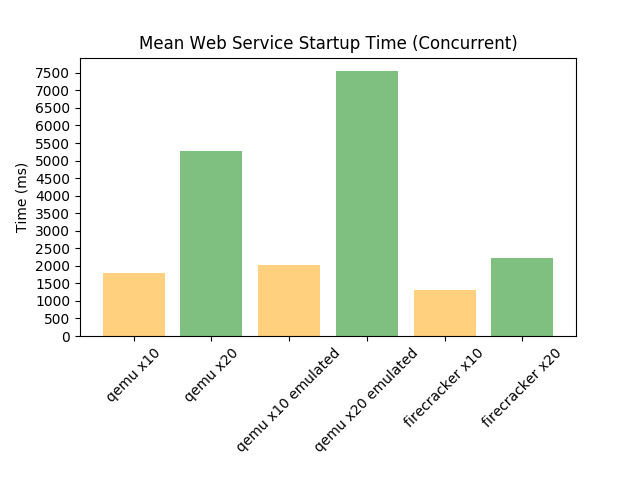 Mean Web Service Startup Time (Concurrent)
Time (ms)
7500
7000
6500
6000
5500
5000
4500
4000
3500
3000
2500
2000
1500
1000
500
0
qemu x10
qemu x20
qemu x10 emulated
qemu x20 emulated
firecracker x10
firecracker x20